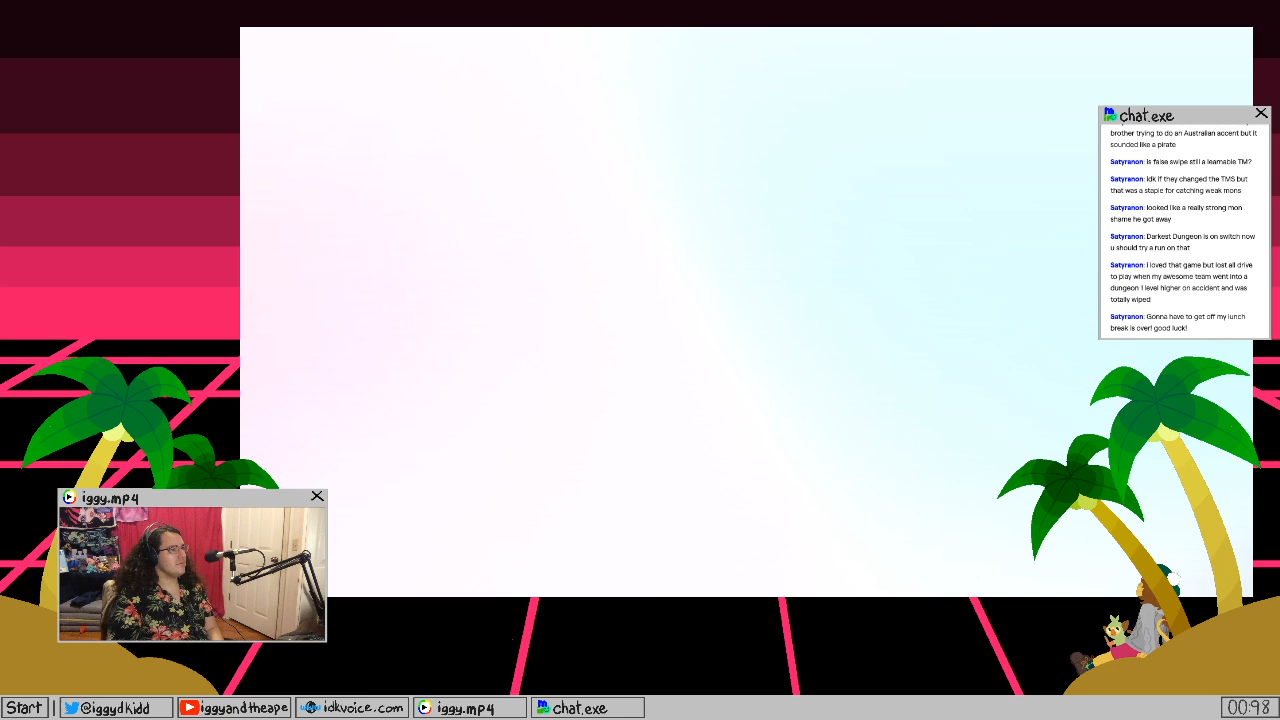 chat.exe
brother trying to do an Australian accent but it
sounded like a pirate
Satyranon: Is false swipe still a learnable TM?
Satyranon: Idk if they changed the TMS but
that was a staple for catching weak mons
Satyranon: looked like a really strong mon
shame he got away
Satyranon: Darkest Dungeon is on switch now
u should try a run on that
Satyranon: I loved that game but lost all drive
to play when my awesome team went into a
dungeon 1 level higher on accident and was
totally wiped
Satyranon: Gonna have to get off my lunch
break is over! good luck!
iggy.mp4
Start | @iggydkidd iggyandtheape www idkvoice.com iggy.mp4 chat.exe 00:98